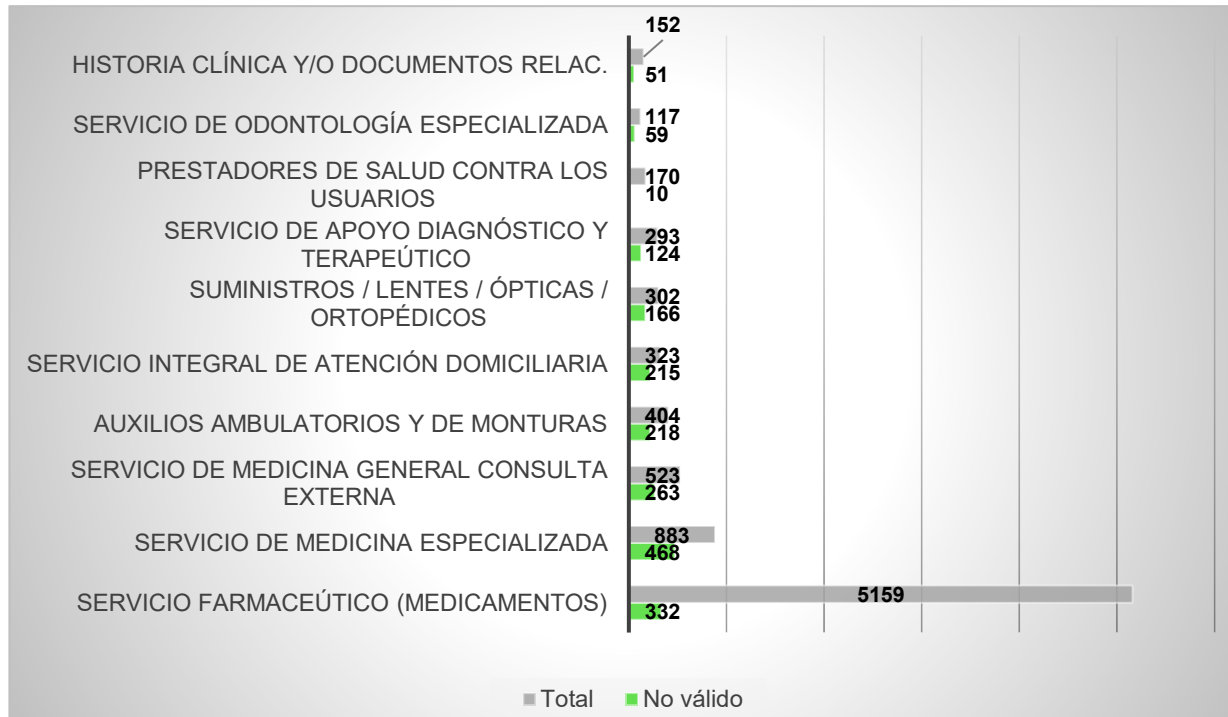 152
HISTORIA CLÍNICA Y/O DOCUMENTOS RELAC.
51
SERVICIO DE ODONTOLOGÍA ESPECIALIZADA
117
59
PRESTADORES DE SALUD CONTRA LOS
USUARIOS
170
10
SERVICIO DE APOYO DIAGNÓSTICO Y
TERAPEÚTICO
293
124
SUMINISTROS / LENTES / ÓPTICAS /
ORTOPÉDICOS
302
166
SERVICIO INTEGRAL DE ATENCIÓN DOMICILIARIA
323
215
AUXILIOS AMBULATORIOS Y DE MONTURAS
404
218
SERVICIO DE MEDICINA GENERAL CONSULTA
EXTERNA
523
263
SERVICIO DE MEDICINA ESPECIALIZADA
883
468
SERVICIO FARMACEÚTICO (MEDICAMENTOS)
5159
332
Total
No válido